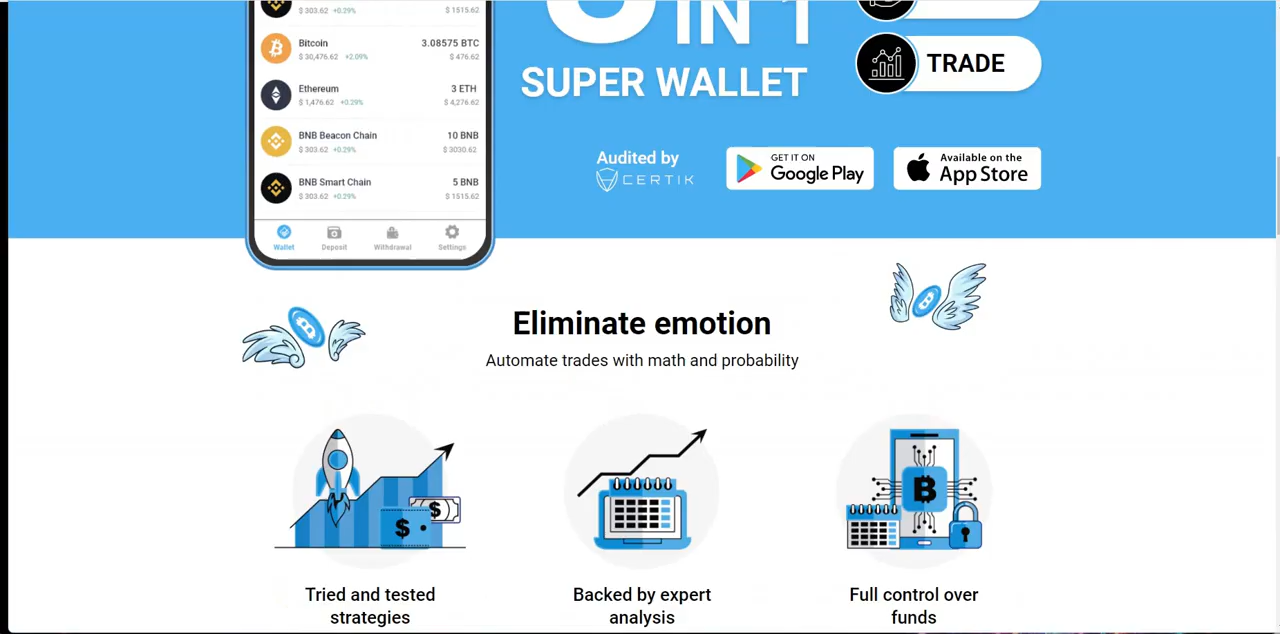 $ 303.62 +0.29% $ 1515.62
Bitcoin 3.08575 BTC
$ 30,476.62 +2.09% $ 476.62
Ethereum 3 ETH
$ 1,476.62 +0.29% $ 4,276.62
BNB Beacon Chain 10 BNB
$ 303.62 +0.29% $ 3030.62
BNB Smart Chain 5 BNB
$ 303.62 +0.29% $ 1515.62
Wallet Deposit Withdrawal Settings
IN 1
SUPER WALLET
TRADE
Audited by
CERTIK
GET IT ON
Google Play
Available on the
App Store
Eliminate emotion
Automate trades with math and probability
Tried and tested
strategies
Backed by expert
analysis
Full control over
funds